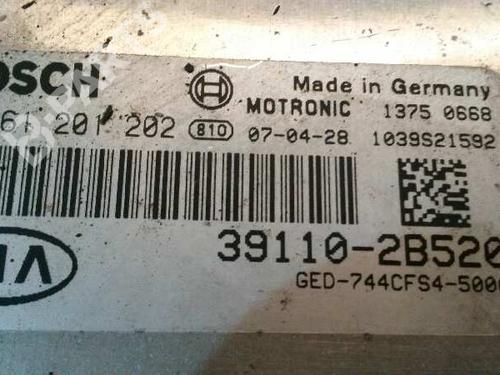 OSCH
Made in Germany
MOTRONIC 1375 0668
61 201 202 810 07-04-28 1039S21592
39110-2B520
GED-744CFS4-5000